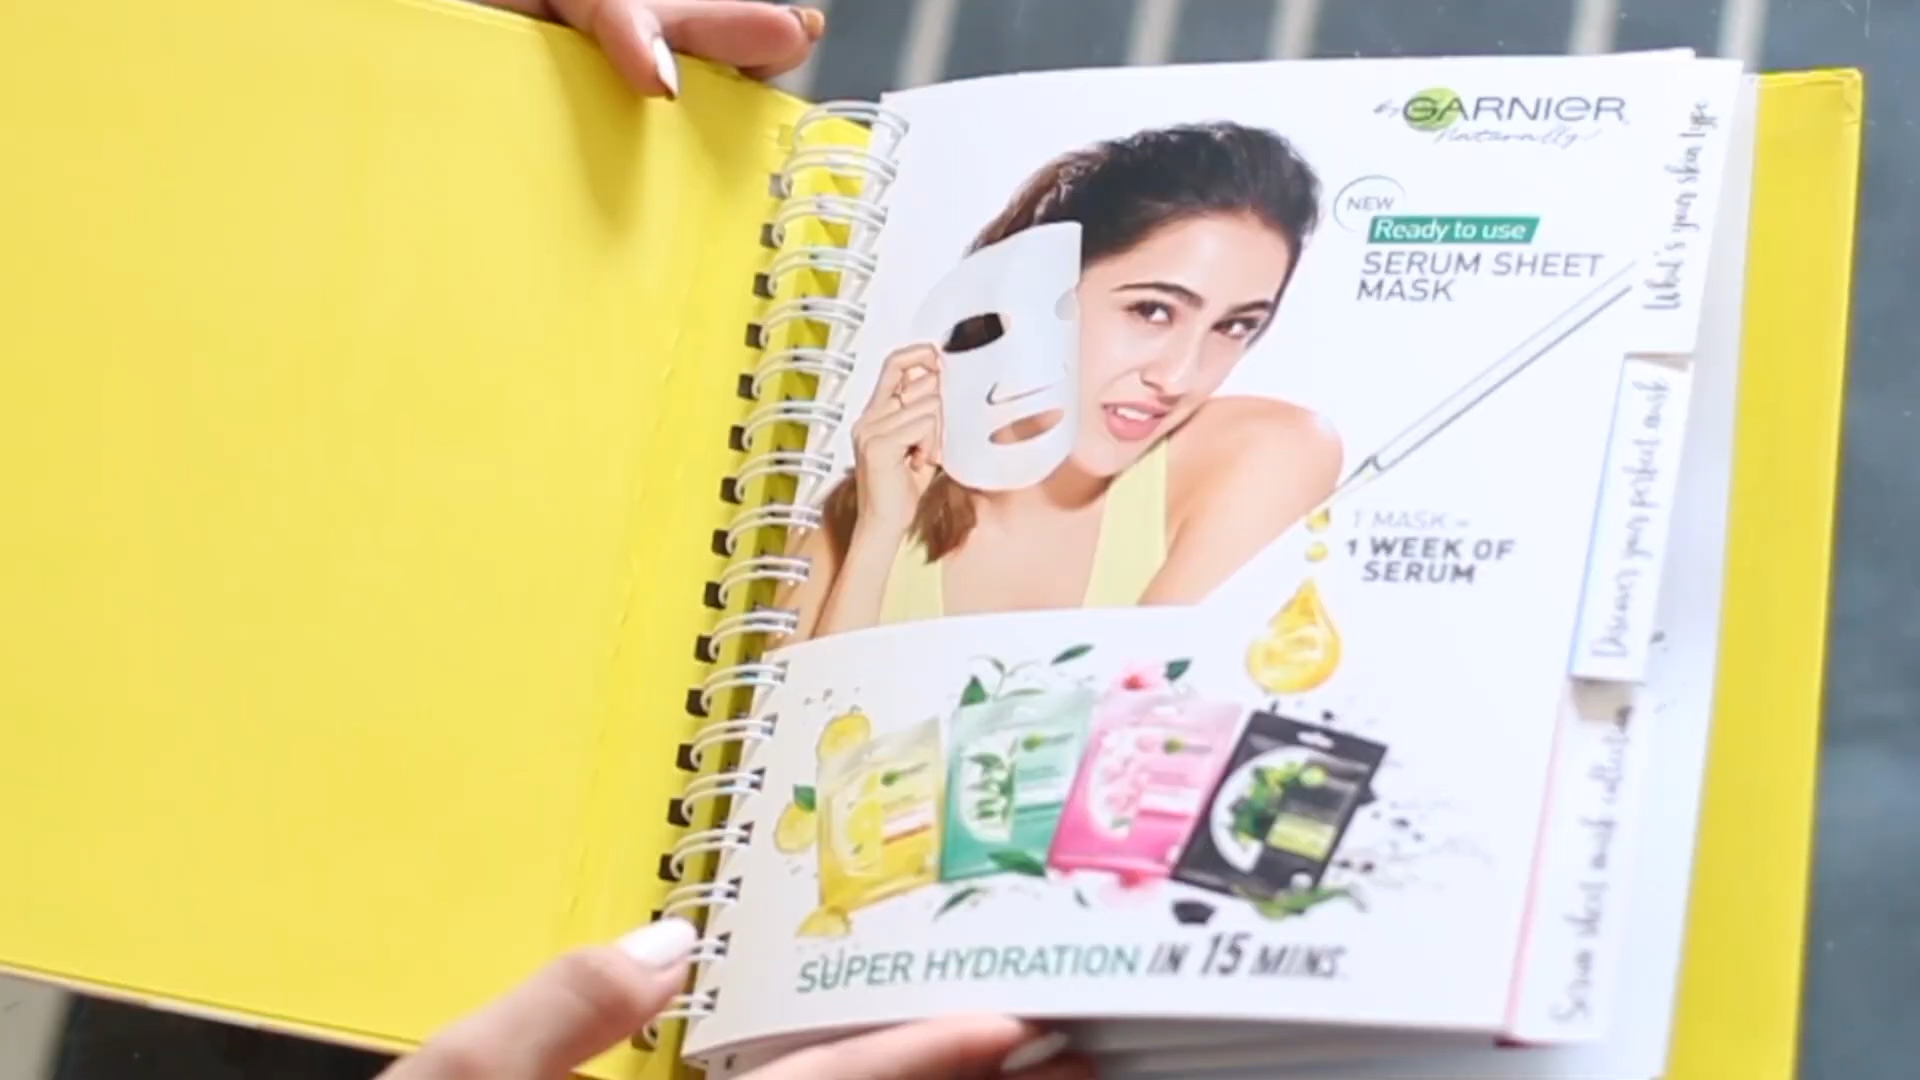 by GARNIER
Naturally!
NEW
Ready to use
SERUM SHEET
MASK
1 MASK =
1 WEEK OF
SERUM
SUPER HYDRATION IN 15 MINS.
What's your skin type
Discover your perfect mask
Serum sheet mask collection